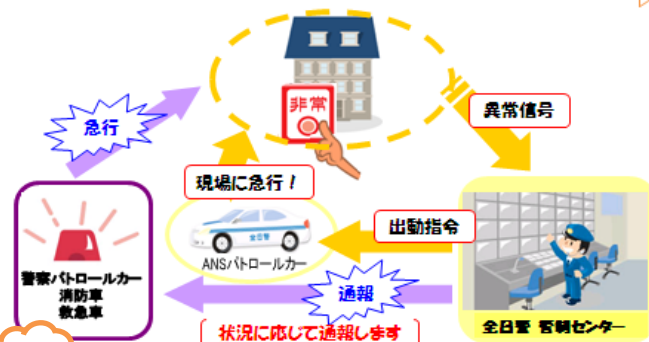 非常
異常信号
急行
現場に急行！
出動指令
全日警
ANSパトロールカー
警察パトロールカー
消防車
救急車
通報
状況に応じて通報します
全日警 管制センター